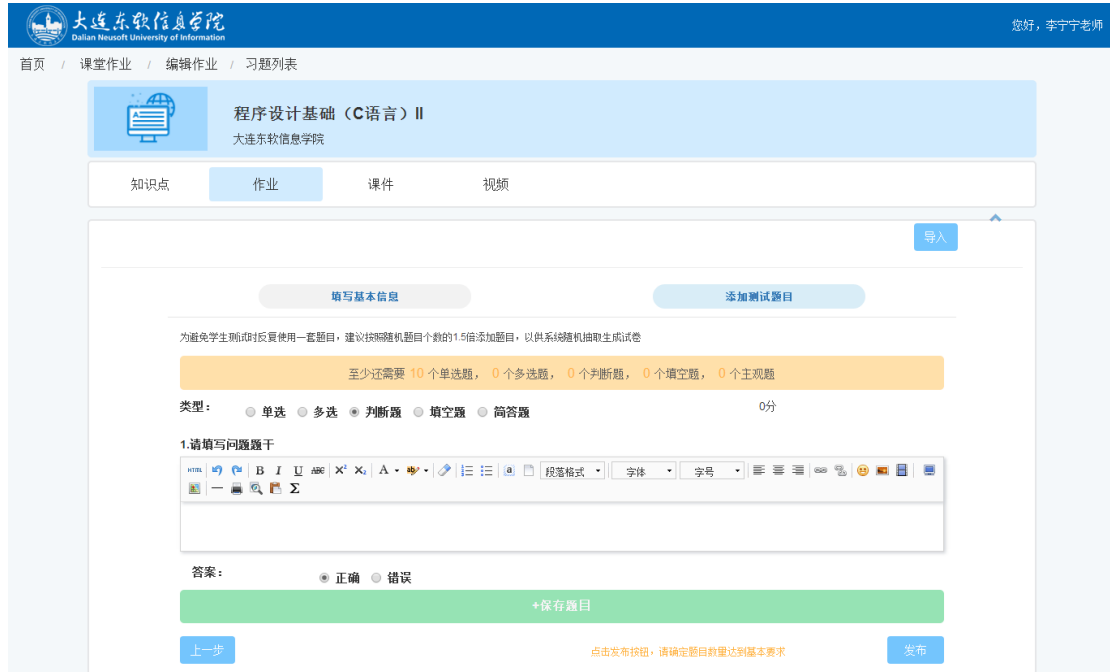 大连东软信息学院
Dalian Neusoft University of Information
您好，李宁宁老师
首页 / 课堂作业 / 编辑作业 / 习题列表
程序设计基础（C语言）II
大连东软信息学院
知识点 作业 课件 视频
导入
填写基本信息 添加测试题目
为避免学生测试时反复使用一套题目，建议按照随机题目个数的1.5倍添加题目，以供系统随机抽取生成试卷
至少还需要 10 个单选题， 0 个多选题， 0 个判断题， 0 个填空题， 0 个主观题
类型： 单选 多选 判断题 填空题 简答题 0分
1.请填写问题题干
HTML B I U ABC X² X₂ A ab a 段落格式 字体 字号
Σ
答案： 正确 错误
+保存题目
上一步 点击发布按钮，请确定题目数量达到基本要求 发布